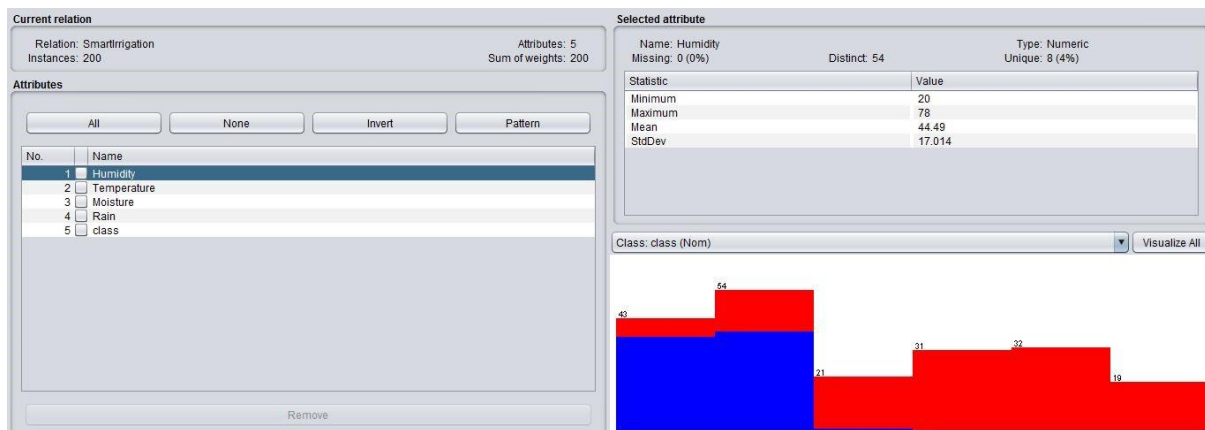 Current relation
Relation: SmartIrrigation
Attributes: 5
Instances: 200
Sum of weights: 200
Attributes
All
None
Invert
Pattern
No.
Name
1 Humidity
2 Temperature
3 Moisture
4 Rain
5 class
Remove
Selected attribute
Name: Humidity
Type: Numeric
Missing: 0 (0%)
Distinct: 54
Unique: 8 (4%)
Statistic
Value
Minimum
20
Maximum
78
Mean
44.49
StdDev
17.014
Class: class (Nom)
Visualize All
43
54
21
31
32
19